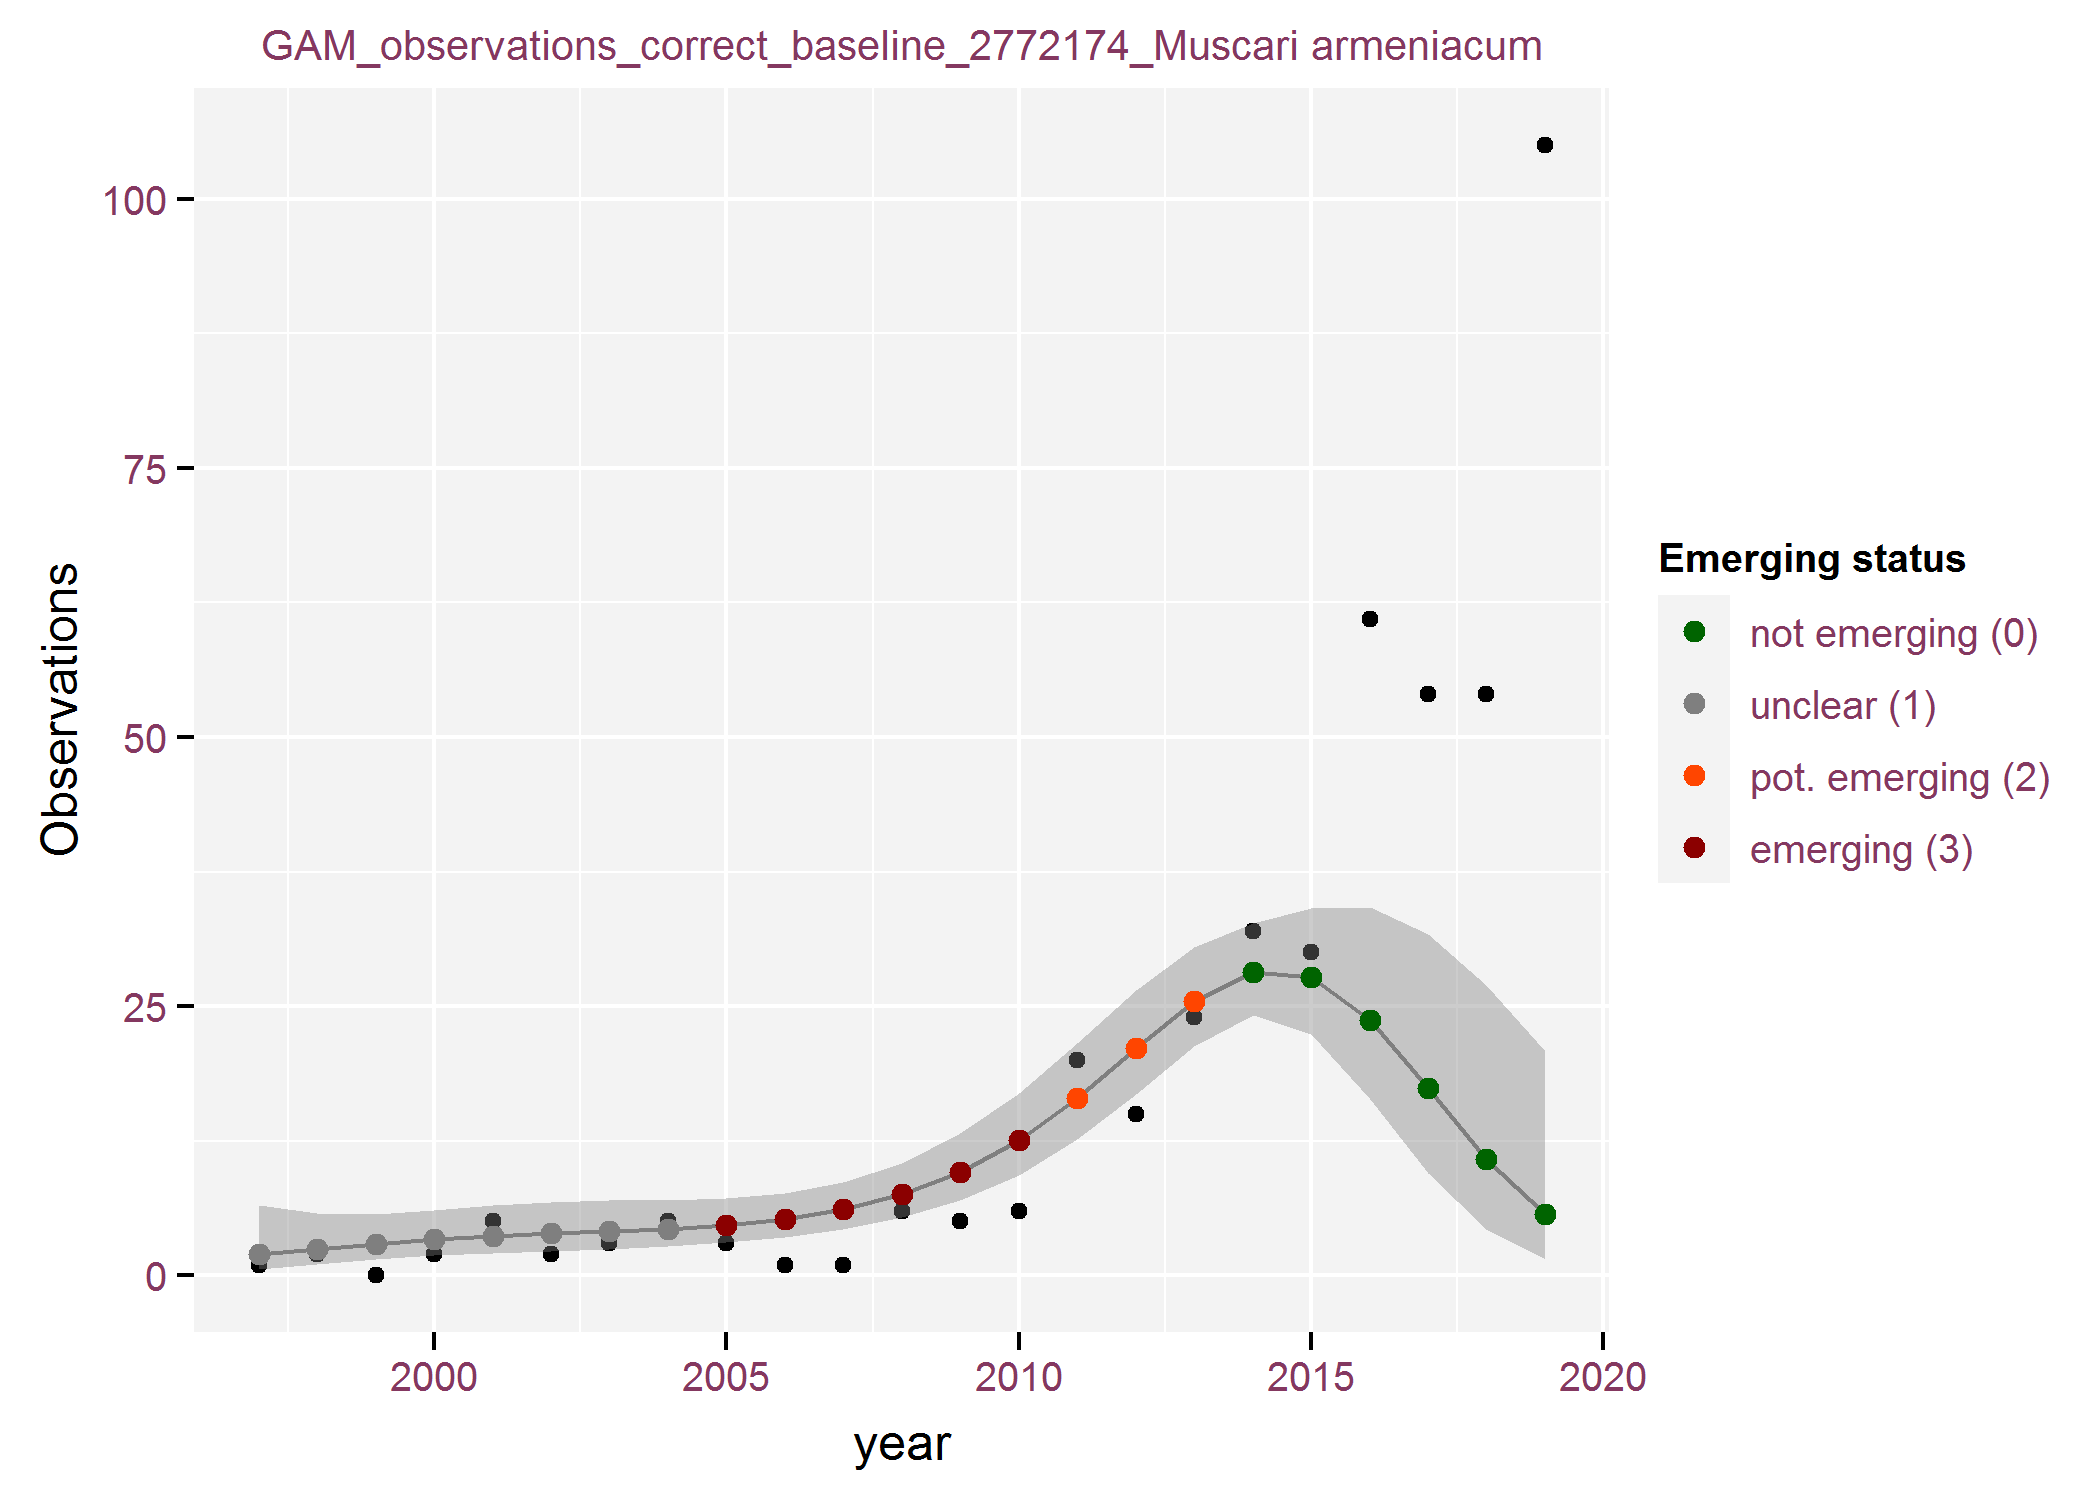 GAM_observations_correct_baseline_2772174_Muscari armeniacum
100
75
50
25
0
Observations
2000
2005
2010
2015
2020
year
Emerging status
not emerging (0)
unclear (1)
pot. emerging (2)
emerging (3)